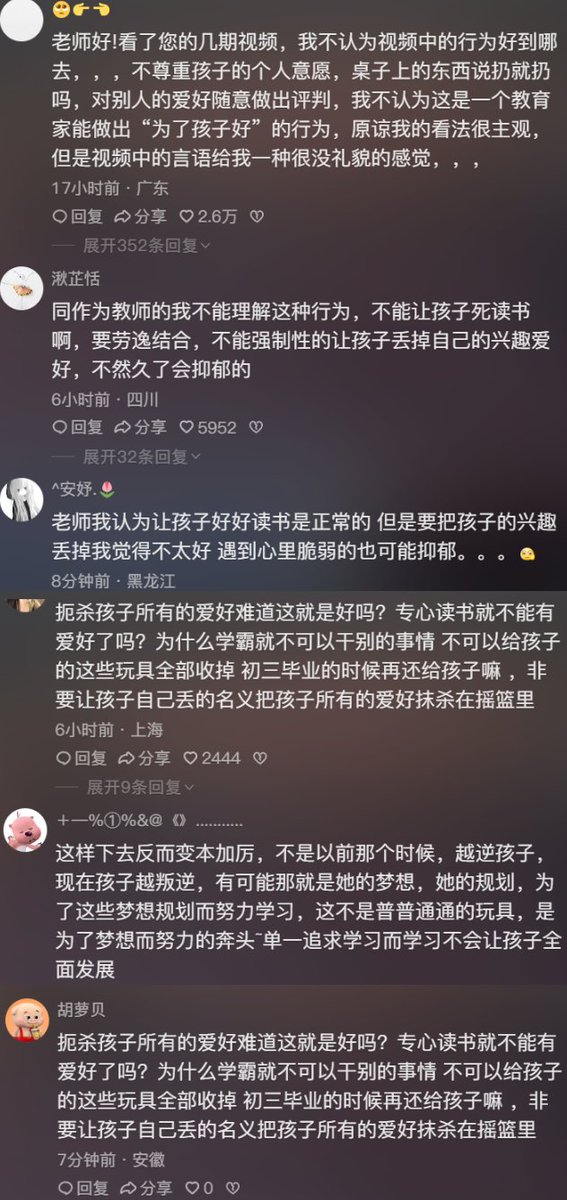 🥺👉👈
老师好!看了您的几期视频，我不认为视频中的行为好到哪
去，，，不尊重孩子的个人意愿，桌子上的东西说扔就扔
吗，对别人的爱好随意做出评判，我不认为这是一个教育
家能做出“为了孩子好”的行为，原谅我的看法很主观，
但是视频中的言语给我一种很没礼貌的感觉，，，
17小时前 · 广东
回复 分享 2.6万
展开352条回复
湫芷恬
同作为教师的我不能理解这种行为，不能让孩子死读书
啊，要劳逸结合，不能强制性的让孩子丢掉自己的兴趣爱
好，不然久了会抑郁的
6小时前 · 四川
回复 分享 5952
展开32条回复
^安妤.🌷
老师我认为让孩子好好读书是正常的 但是要把孩子的兴趣
丢掉我觉得不太好 遇到心里脆弱的也可能抑郁。。。
8分钟前 · 黑龙江
扼杀孩子所有的爱好难道这就是好吗？专心读书就不能有
爱好了吗？为什么学霸就不可以干别的事情 不可以给孩子
的这些玩具全部收掉 初三毕业的时候再还给孩子嘛 ，非
要让孩子自己丢的名义把孩子所有的爱好抹杀在摇篮里
6小时前 · 上海
回复 分享 2444
展开9条回复
+—%①%&@《》...........
这样下去反而变本加厉，不是以前那个时候，越逆孩子，
现在孩子越叛逆，有可能那就是她的梦想，她的规划，为
了这些梦想规划而努力学习，这不是普普通通的玩具，是
为了梦想而努力的奔头~单一追求学习而学习不会让孩子全
面发展
胡萝贝
扼杀孩子所有的爱好难道这就是好吗？专心读书就不能有
爱好了吗？为什么学霸就不可以干别的事情 不可以给孩子
的这些玩具全部收掉 初三毕业的时候再还给孩子嘛 ，非
要让孩子自己丢的名义把孩子所有的爱好抹杀在摇篮里
7分钟前 · 安徽
回复 分享 0